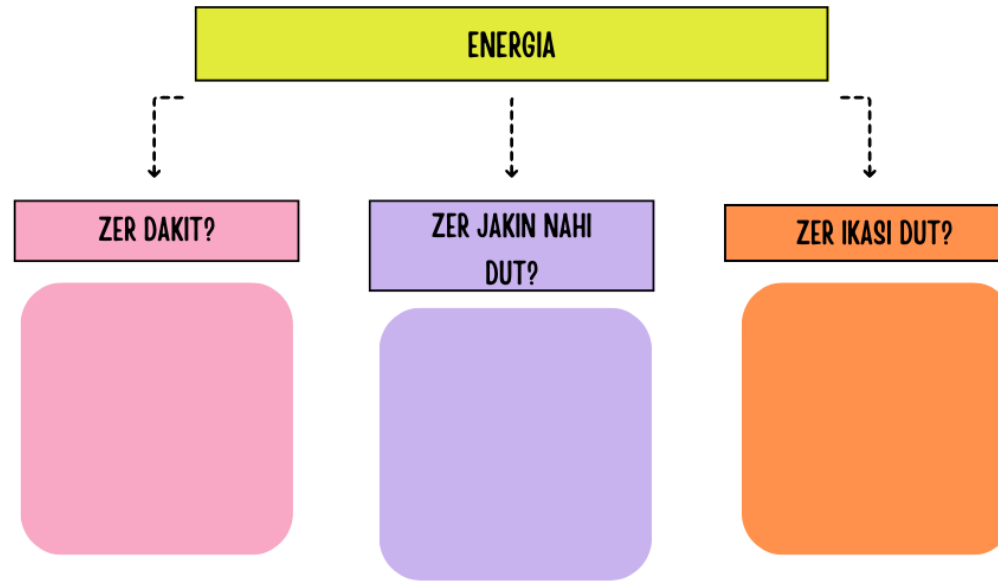 ENERGIA
ZER DAKIT?
ZER JAKIN NAHI
DUT?
ZER IKASI DUT?